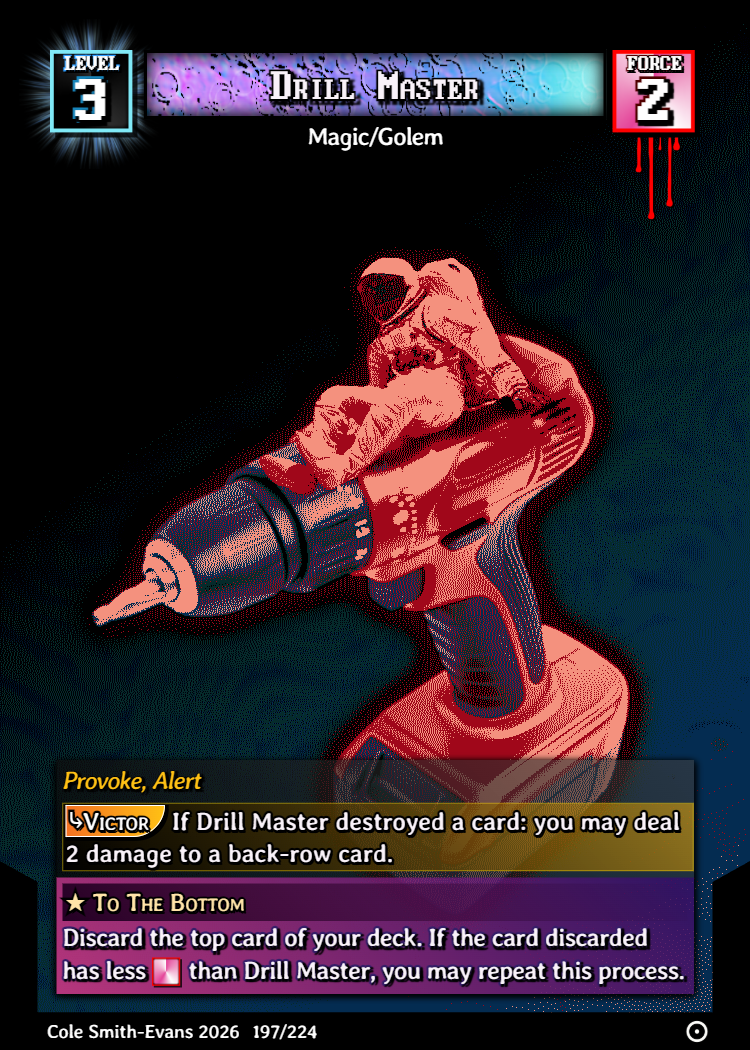 LEVEL
3
Drill Master
FORCE
2
Magic/Golem
Provoke, Alert
↳Victor If Drill Master destroyed a card: you may deal
2 damage to a back-row card.
★ To The Bottom
Discard the top card of your deck. If the card discarded
has less than Drill Master, you may repeat this process.
Cole Smith-Evans 2026 197/224